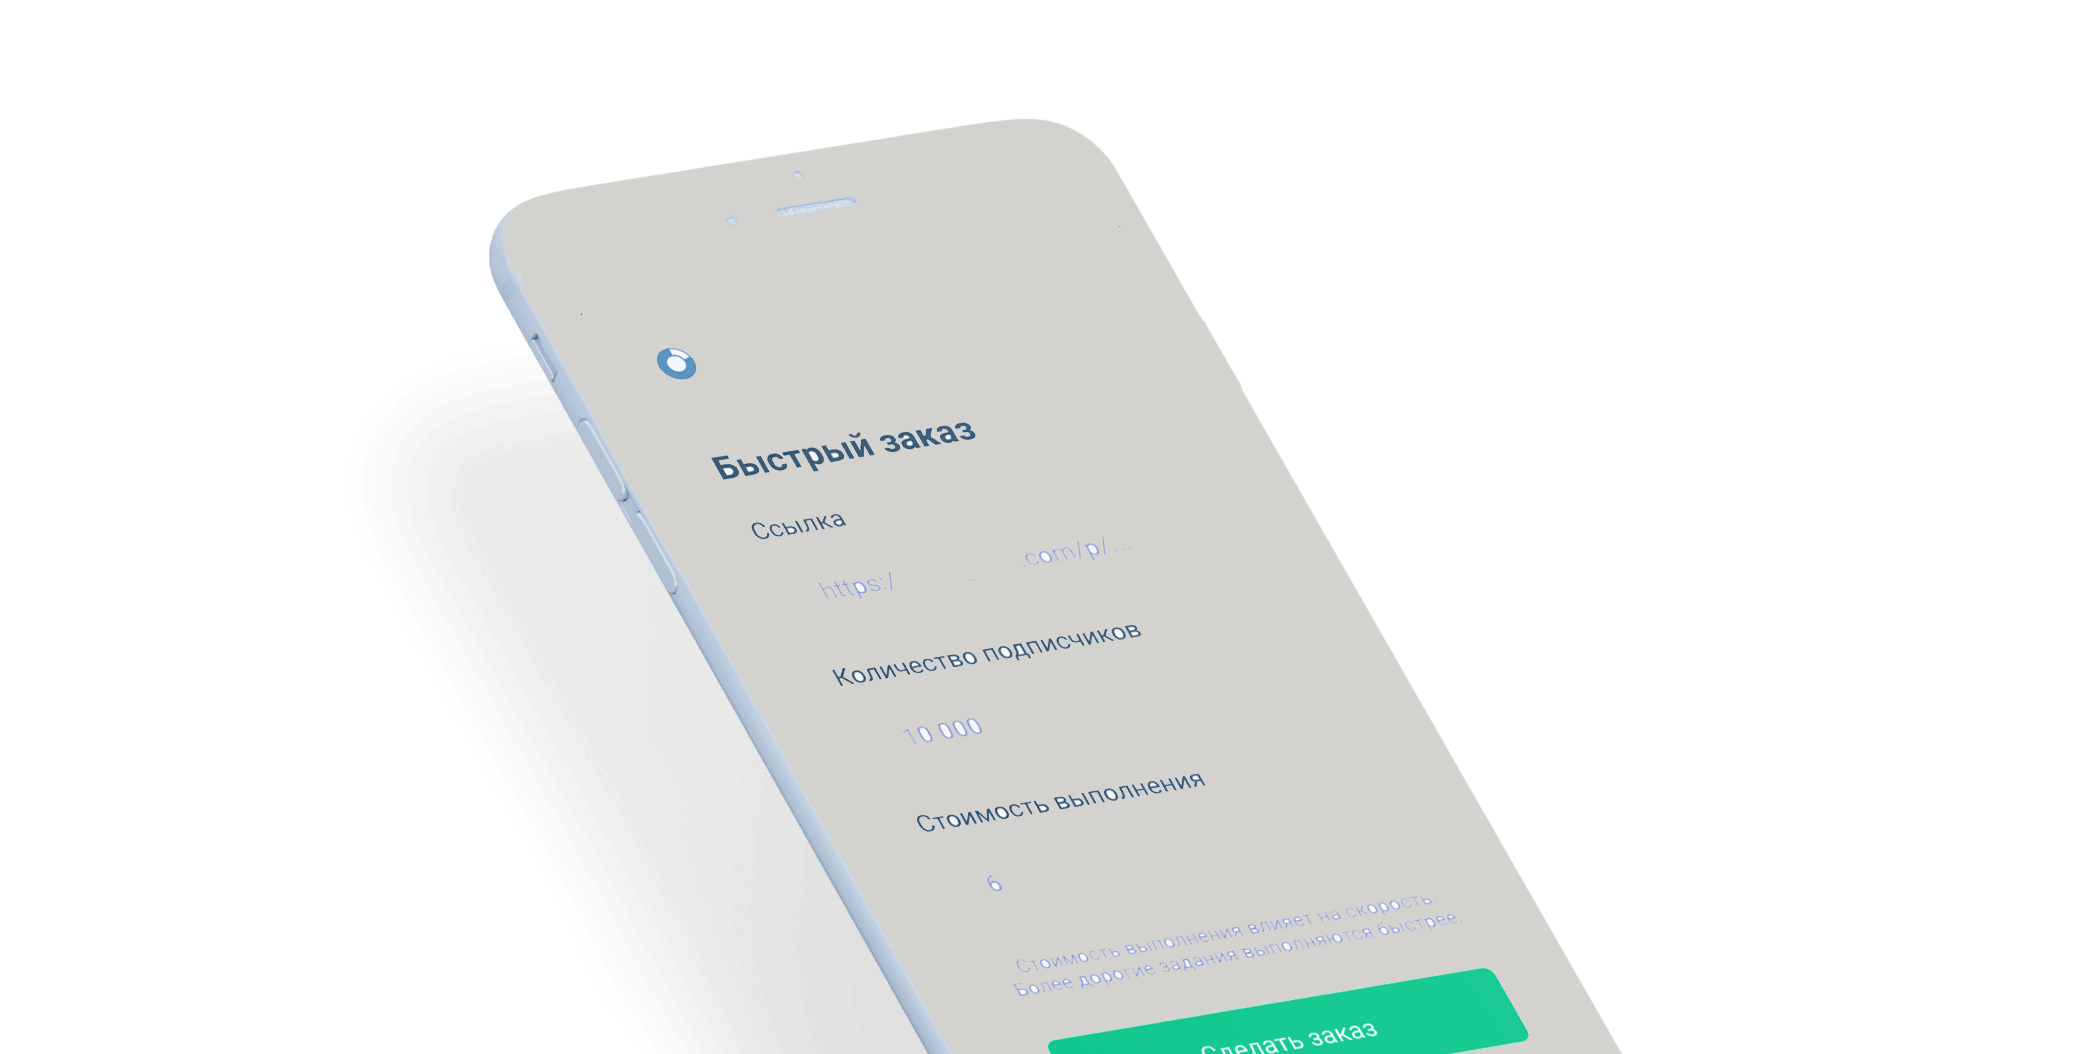 Быстрый заказ
Ссылка
https:/ .com/p/...
Количество подписчиков
10 000
Стоимость выполнения
6
Стоимость выполнения влияет на скорость.
Более дорогие задания выполняются быстрее.
Сделать заказ